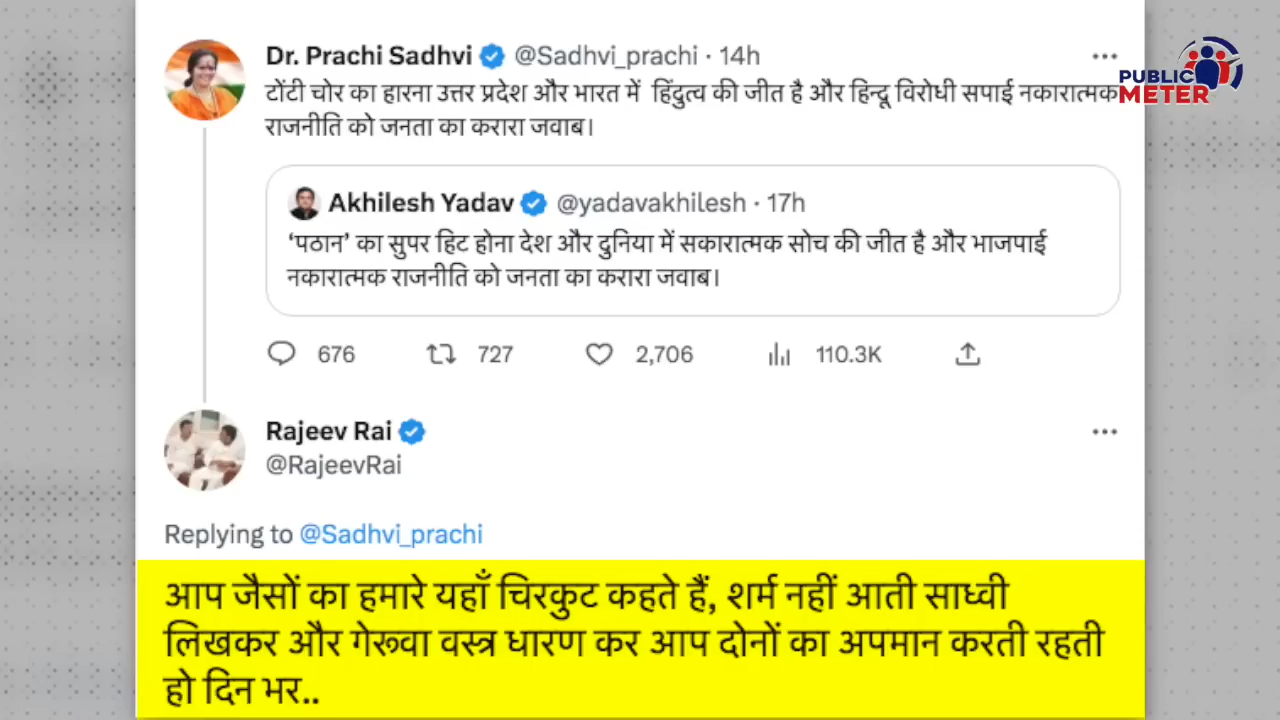 Dr. Prachi Sadhvi @Sadhvi_prachi · 14h
टोंटी चोर का हारना उत्तर प्रदेश और भारत में हिंदुत्व की जीत है और हिन्दू विरोधी सपाई नकारात्मक
राजनीति को जनता का करारा जवाब।
PUBLIC
METER
Akhilesh Yadav @yadavakhilesh · 17h
‘पठान’ का सुपर हिट होना देश और दुनिया में सकारात्मक सोच की जीत है और भाजपाई
नकारात्मक राजनीति को जनता का करारा जवाब।
676 727 2,706 110.3K
Rajeev Rai
@RajeevRai
Replying to @Sadhvi_prachi
आप जैसों का हमारे यहाँ चिरकुट कहते हैं, शर्म नहीं आती साध्वी
लिखकर और गेरूवा वस्त्र धारण कर आप दोनों का अपमान करती रहती
हो दिन भर..